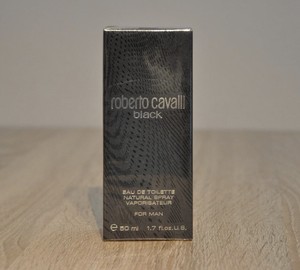 roberto cavalli
black
EAU DE TOILETTE
NATURAL SPRAY
VAPORISATEUR
FOR MAN
e 50 ml 1.7 fl.oz.U.S.